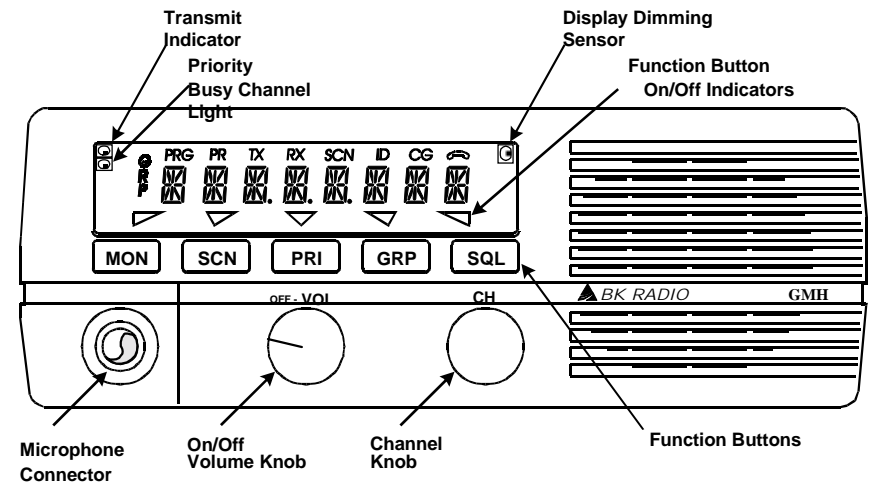 Transmit
Indicator
Display Dimming
Sensor
Priority
Busy Channel
Light
Function Button
On/Off Indicators
PRG PR TX RX SCN ID CG
MON SCN PRI GRP SQL
OFF - VOL
CH
BK RADIO
GMH
Microphone
Connector
On/Off
Volume Knob
Channel
Knob
Function Buttons